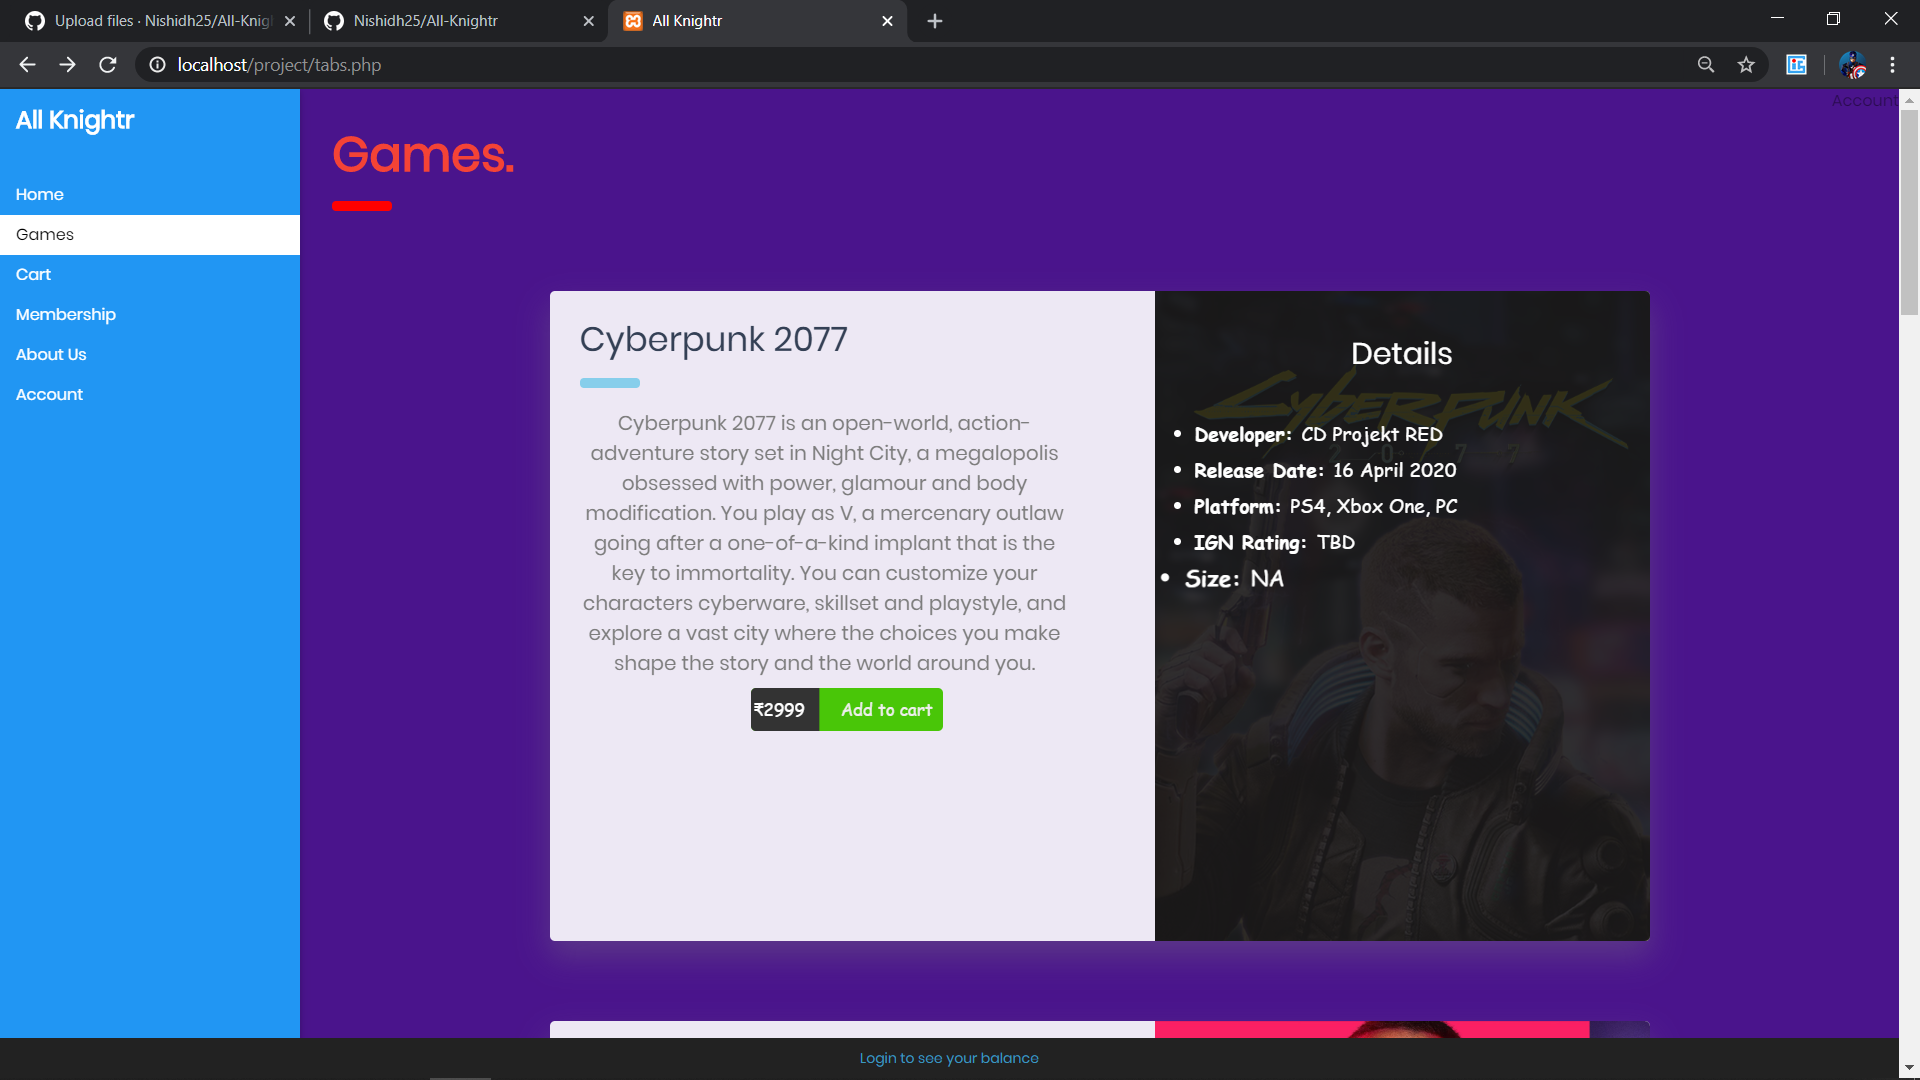 Upload files · Nishidh25/All-Knig
Nishidh25/All-Knightr
All Knightr
localhost/project/tabs.php
All Knightr
Home
Games
Cart
Membership
About Us
Account
Account
Games.
Cyberpunk 2077
Cyberpunk 2077 is an open-world, action-
adventure story set in Night City, a megalopolis
obsessed with power, glamour and body
modification. You play as V, a mercenary outlaw
going after a one-of-a-kind implant that is the
key to immortality. You can customize your
characters cyberware, skillset and playstyle, and
explore a vast city where the choices you make
shape the story and the world around you.
₹2999 Add to cart
Details
Cyberpunk
2 0 7 7
• Developer: CD Projekt RED
• Release Date: 16 April 2020
• Platform: PS4, Xbox One, PC
• IGN Rating: TBD
• Size: NA
Login to see your balance